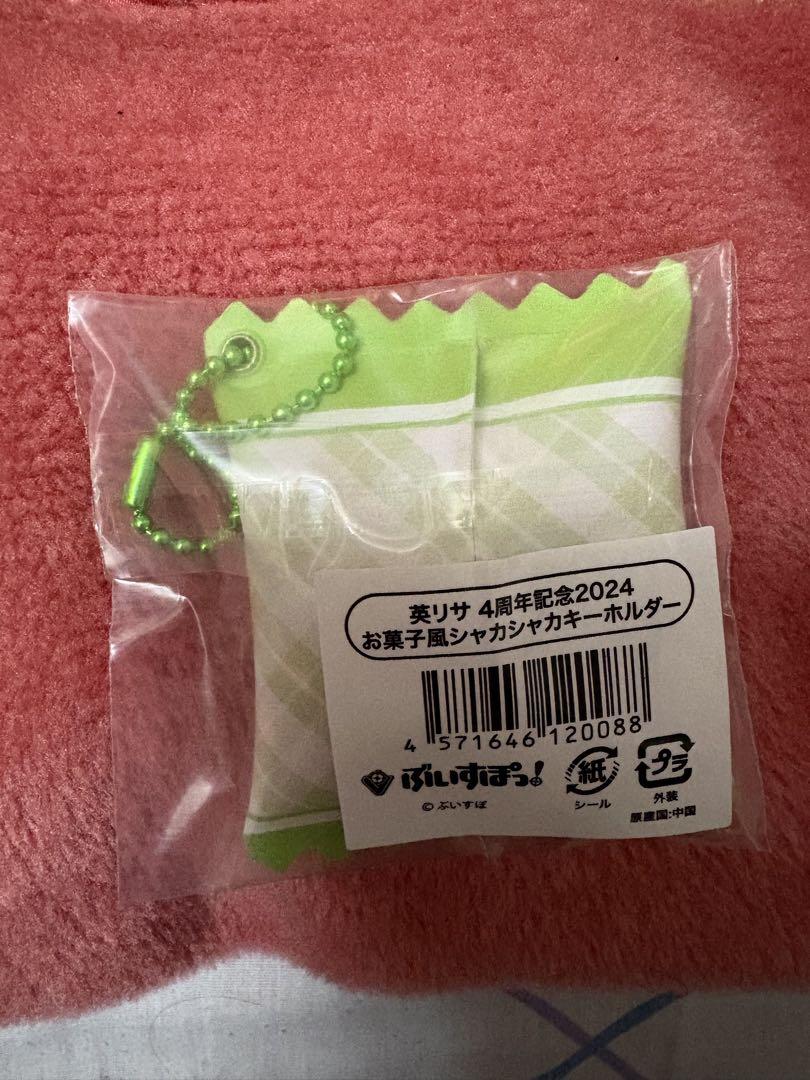 英リサ 4周年記念2024
お菓子風シャカシャカキーホルダー
4 571646 120088
ぶいすぽっ!
© ぶいすぽ
紙
シール
プラ
外装
原産国:中国